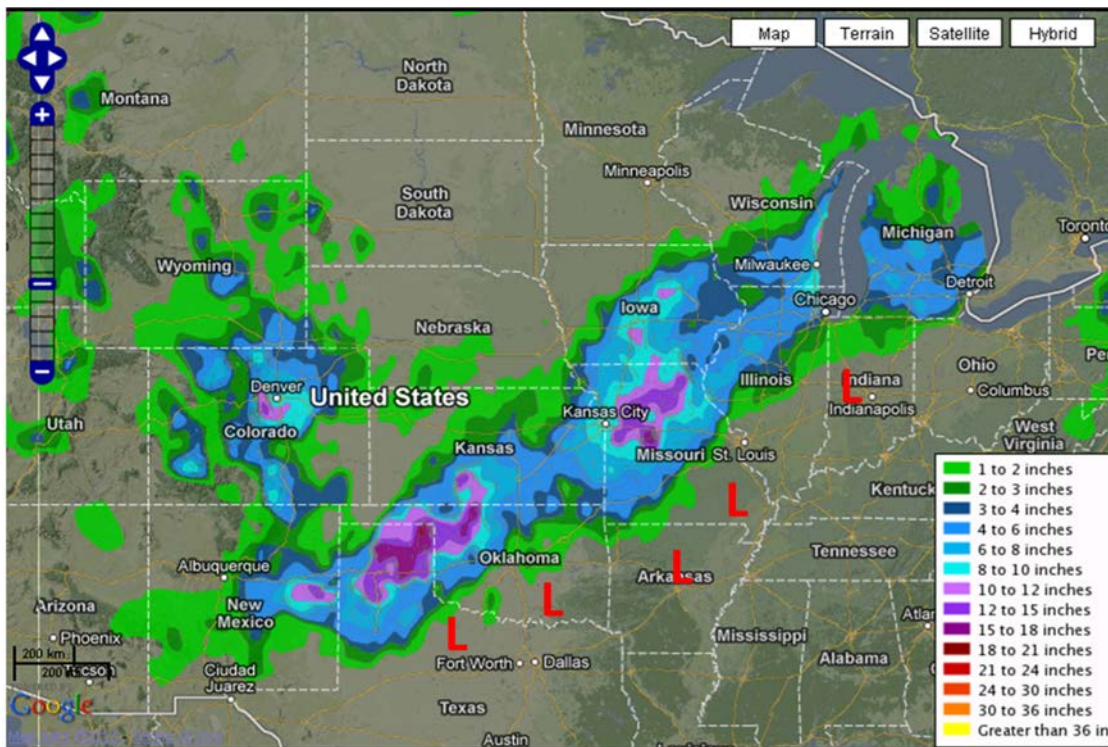 Map
Terrain
Satellite
Hybrid
North
Dakota
Montana
Minnesota
Minneapolis
South
Dakota
Wisconsin
Toronto
Michigan
Wyoming
Milwaukee
Detroit
Iowa
Chicago
Nebraska
Ohio
Denver
United States
Illinois
Indiana
Columbus
Kansas City
Indianapolis
Utah
Colorado
West
Virginia
Kansas
Missouri
St. Louis
L
L
Oklahoma
Albuquerque
Arkansas
L
Tennessee
Arizona
New
Mexico
L
Mississippi
Phoenix
L
200 km
Fort Worth
Dallas
Alabama
Ciudad
Juarez
Google
Texas
Austin
1 to 2 inches
2 to 3 inches
3 to 4 inches
4 to 6 inches
6 to 8 inches
8 to 10 inches
10 to 12 inches
12 to 15 inches
15 to 18 inches
18 to 21 inches
21 to 24 inches
24 to 30 inches
30 to 36 inches
Greater than 36 in